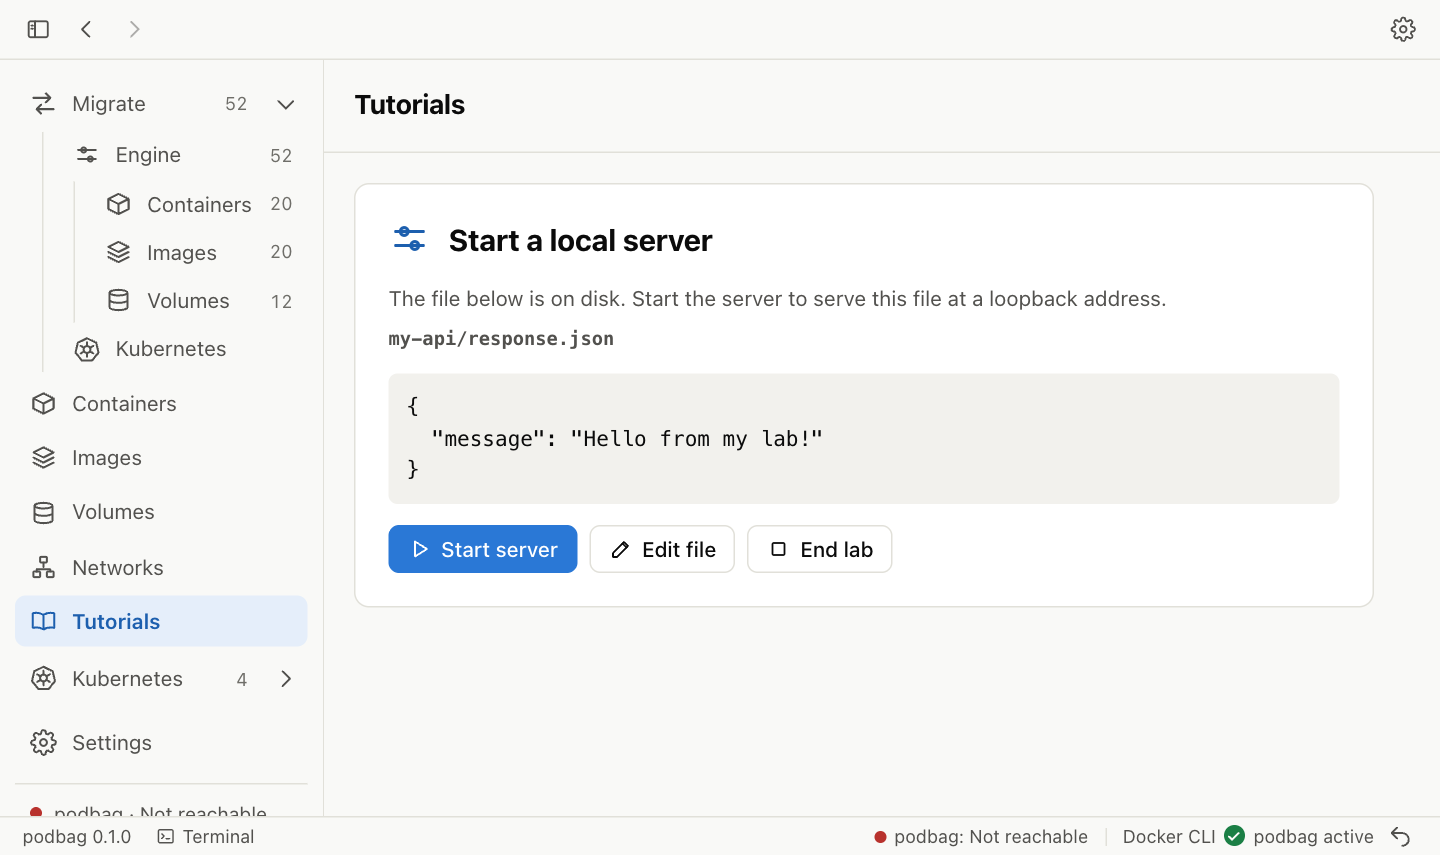 Migrate 52
Engine 52
Containers 20
Images 20
Volumes 12
Kubernetes
Containers
Images
Volumes
Networks
Tutorials
Kubernetes 4
Settings
podbag · Not reachable
Tutorials
Start a local server
The file below is on disk. Start the server to serve this file at a loopback address.
my-api/response.json
{
"message": "Hello from my lab!"
}
Start server Edit file End lab
podbag 0.1.0 Terminal podbag: Not reachable Docker CLI podbag active